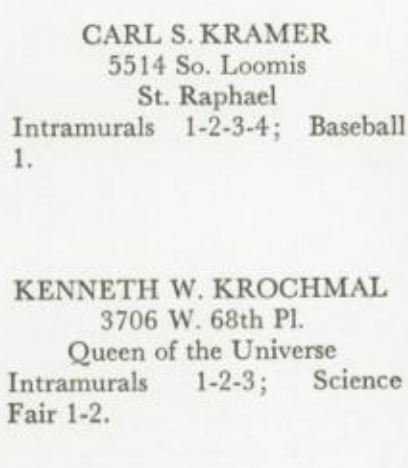 CARL S. KRAMER
5514 So. Loomis
St. Raphael
Intramurals 1-2-3-4; Baseball
1.
KENNETH W. KROCHMAL
3706 W. 68th Pl.
Queen of the Universe
Intramurals 1-2-3; Science
Fair 1-2.